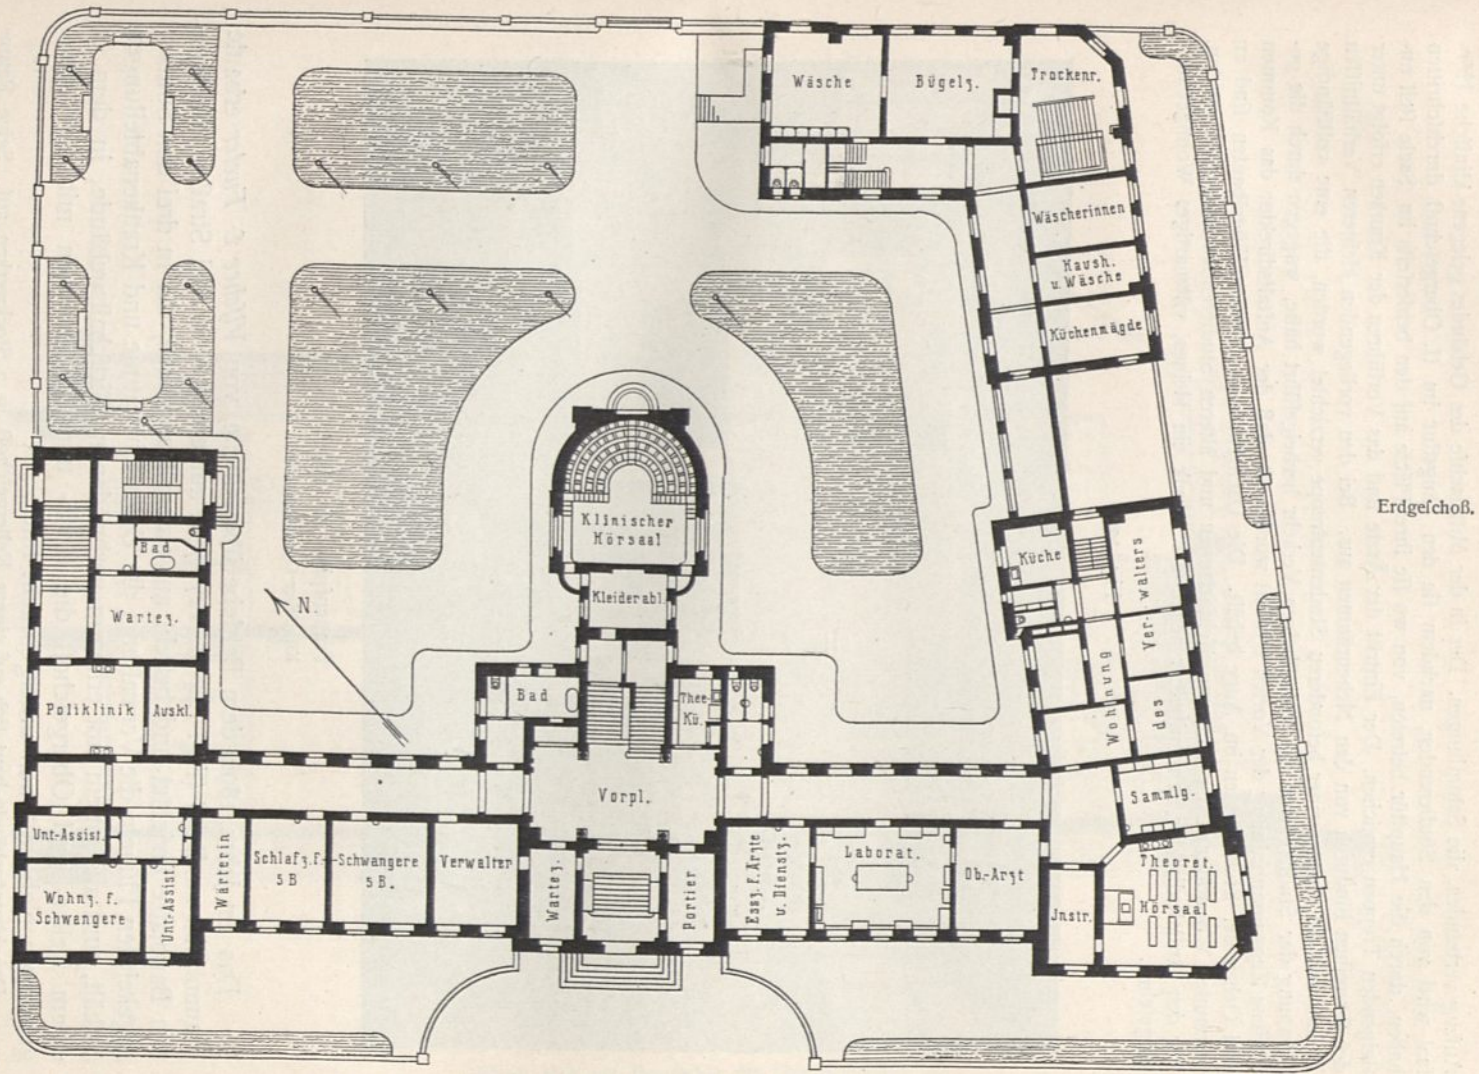 Wäsche
Bügelz.
Trockenr.
Wäscherinnen
Haush.
u. Wäsche
Küchenmägde
Erdgeſchoß.
Klinischer
Hörsaal
Kleiderabl.
N.
Bad
Wartez.
Poliklinik
Auskl.
Bad
Thee-
Kü.
Küche
Wohnung
des
Ver-
walters
Vorpl.
Sammlg.
Unt-Assist.
Wohnz. f.
Schwangere
Unt-Assist.
Wärterin
Schlafz. f.
5 B
Schwangere
5 B.
Verwalter
Wartez.
Portier
Essz. f. Ärzte
u. Dienstz.
Laborat.
Ob.-Arzt
Jnstr.
Theoret.
Hörsaal